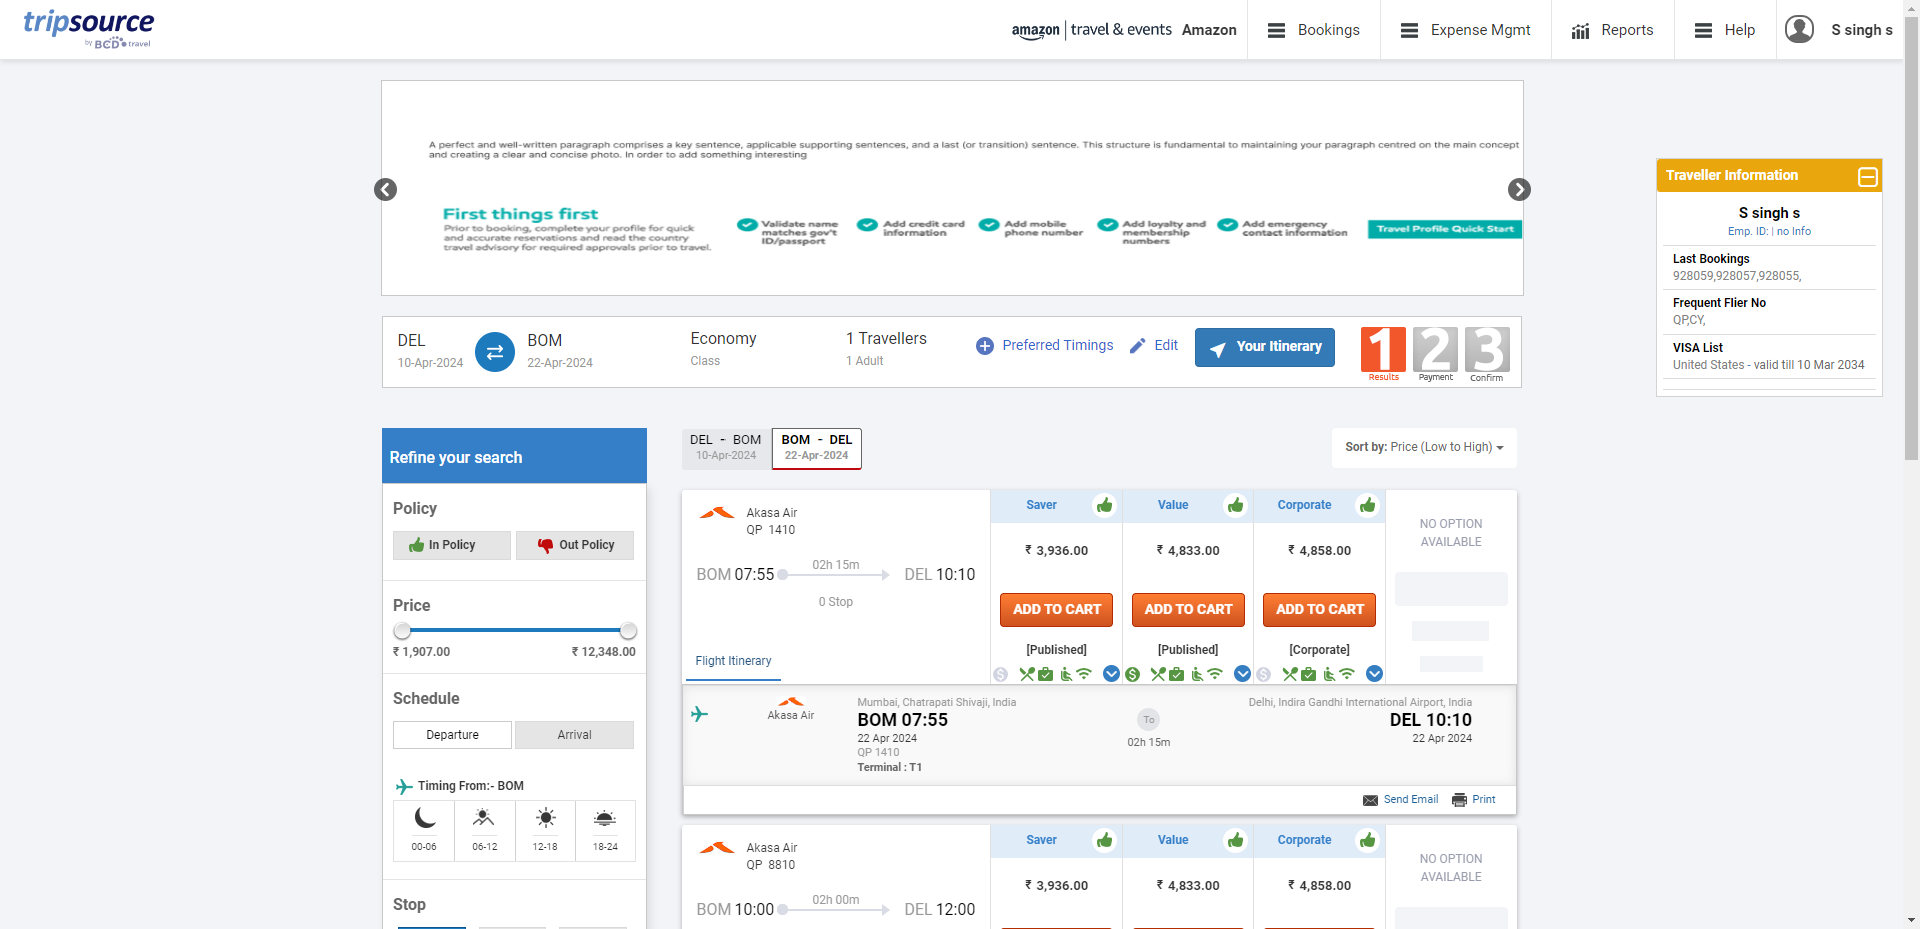 tripsource
by BCD travel
amazon | travel & events Amazon
Bookings
Expense Mgmt
Reports
Help
S singh s
A perfect and well-written paragraph comprises a key sentence, applicable supporting sentences, and a last (or transition) sentence. This structure is fundamental to maintaining your paragraph centred on the main concept
and creating a clear and concise photo. In order to add something interesting
First things first
Prior to booking, complete your profile for quick
and accurate reservations and read the country
travel advisory for required approvals prior to travel.
Validate name
matches gov't
ID/passport
Add credit card
information
Add mobile
phone number
Add loyalty and
membership
numbers
Add emergency
contact information
Travel Profile Quick Start
Traveller Information
S singh s
Emp. ID: | no Info
Last Bookings
928059,928057,928055,
Frequent Flier No
QP,CY,
VISA List
United States - valid till 10 Mar 2034
DEL
10-Apr-2024
BOM
22-Apr-2024
Economy
Class
1 Travellers
1 Adult
Preferred Timings
Edit
Your Itinerary
1
Results
2
Payment
3
Confirm
Refine your search
Policy
In Policy
Out Policy
Price
₹ 1,907.00
₹ 12,348.00
Schedule
Departure
Arrival
Timing From:- BOM
00-06
06-12
12-18
18-24
Stop
DEL - BOM
10-Apr-2024
BOM - DEL
22-Apr-2024
Sort by: Price (Low to High)
Akasa Air
QP 1410
BOM 07:55
02h 15m
DEL 10:10
0 Stop
Flight Itinerary
Saver
₹ 3,936.00
ADD TO CART
[Published]
Value
₹ 4,833.00
ADD TO CART
[Published]
Corporate
₹ 4,858.00
ADD TO CART
[Corporate]
NO OPTION
AVAILABLE
Akasa Air
Mumbai, Chatrapati Shivaji, India
BOM 07:55
22 Apr 2024
QP 1410
Terminal : T1
To
02h 15m
Delhi, Indira Gandhi International Airport, India
DEL 10:10
22 Apr 2024
Send Email
Print
Akasa Air
QP 8810
BOM 10:00
02h 00m
DEL 12:00
Saver
₹ 3,936.00
Value
₹ 4,833.00
Corporate
₹ 4,858.00
NO OPTION
AVAILABLE